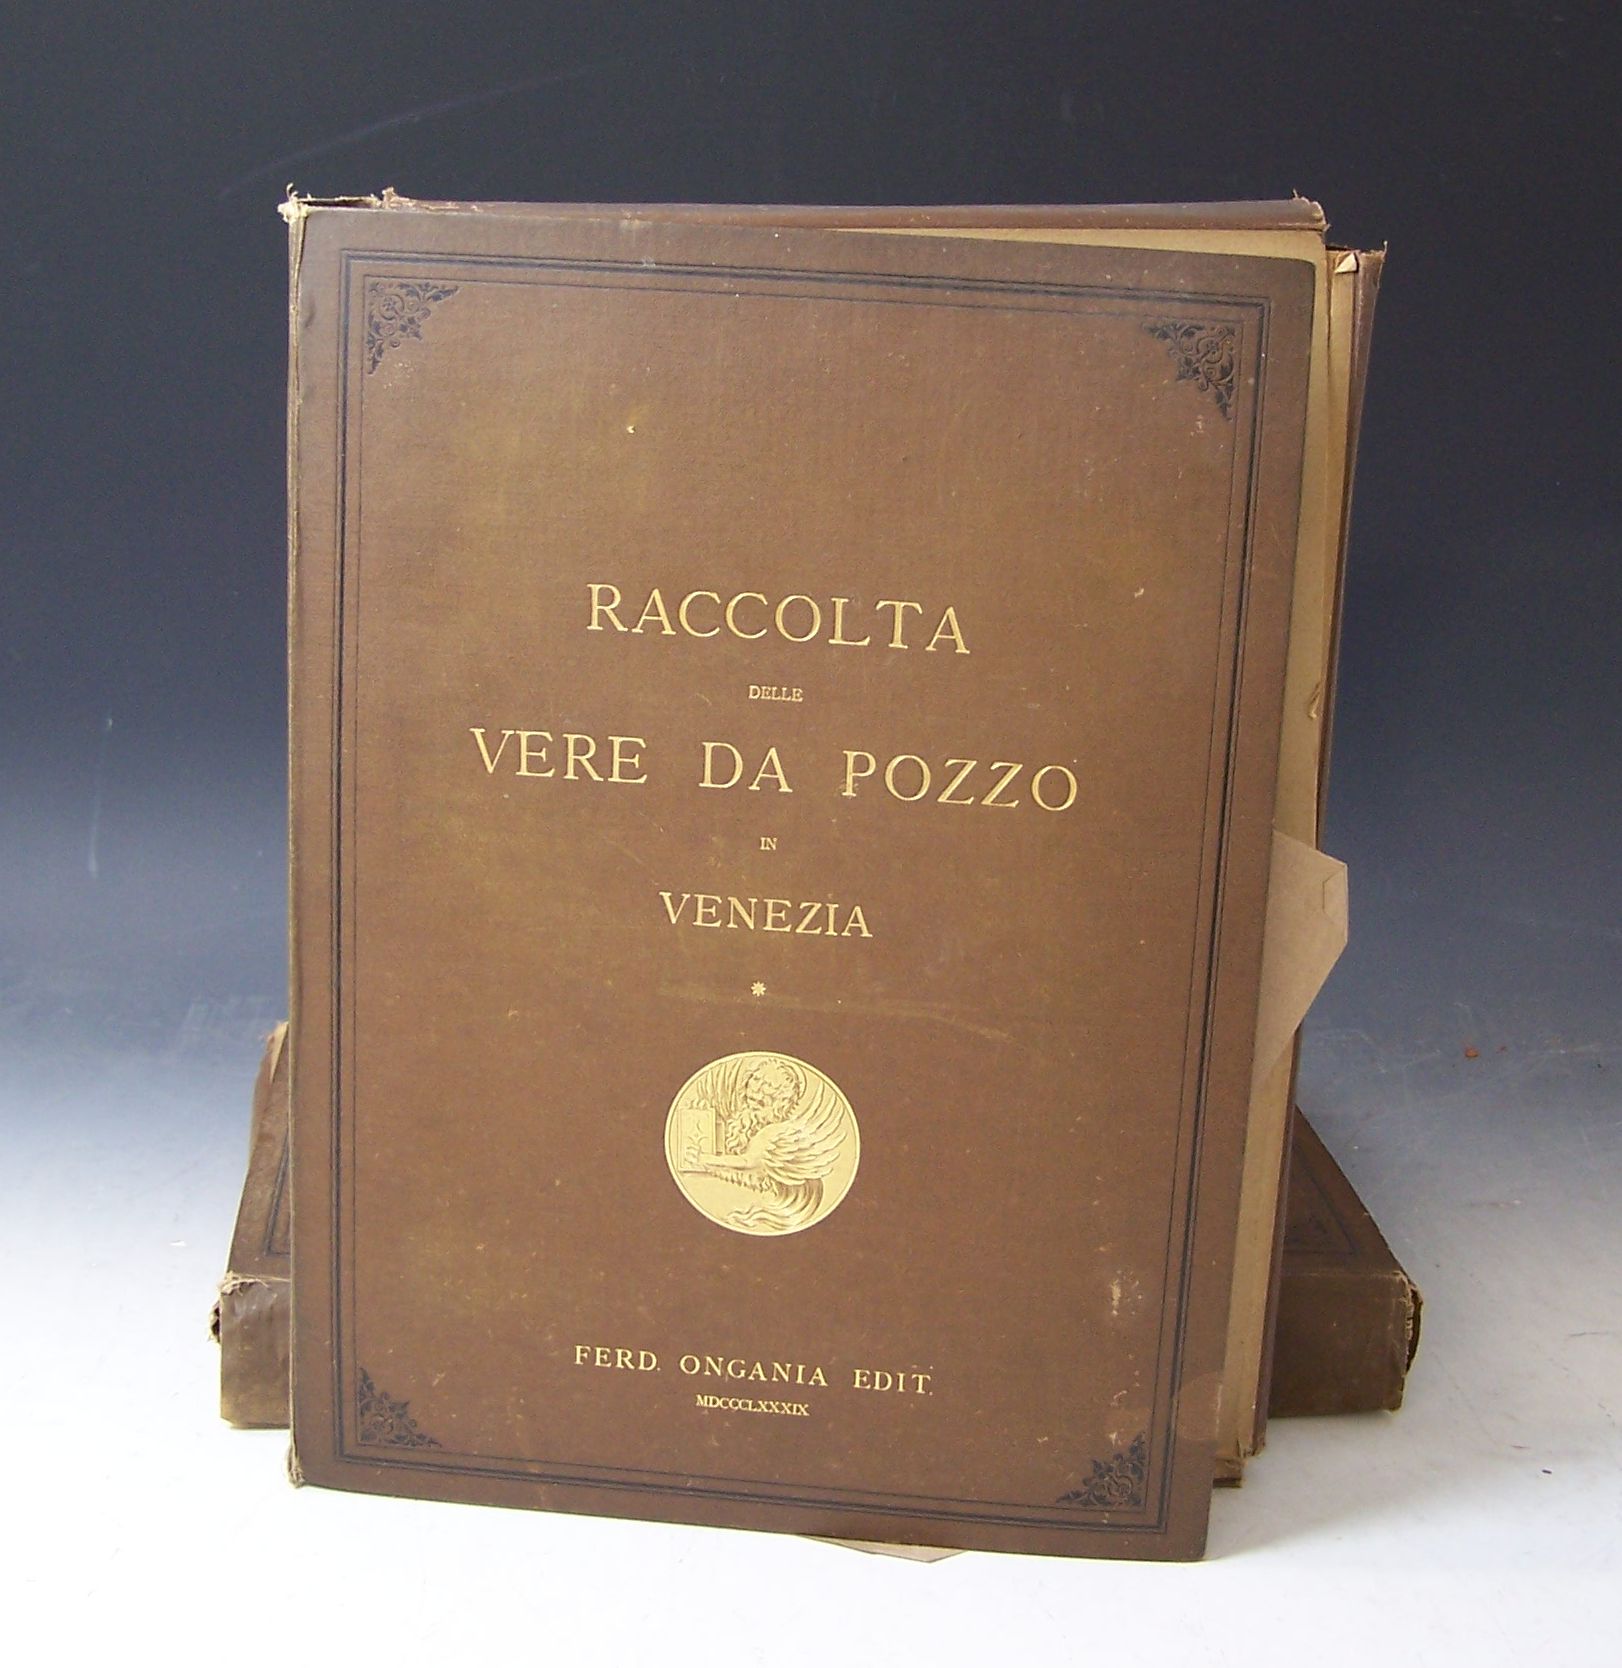 RACCOLTA
DELLE
VERE DA POZZO
IN
VENEZIA
*
FERD. ONGANIA EDIT.
MDCCCLXXXIX